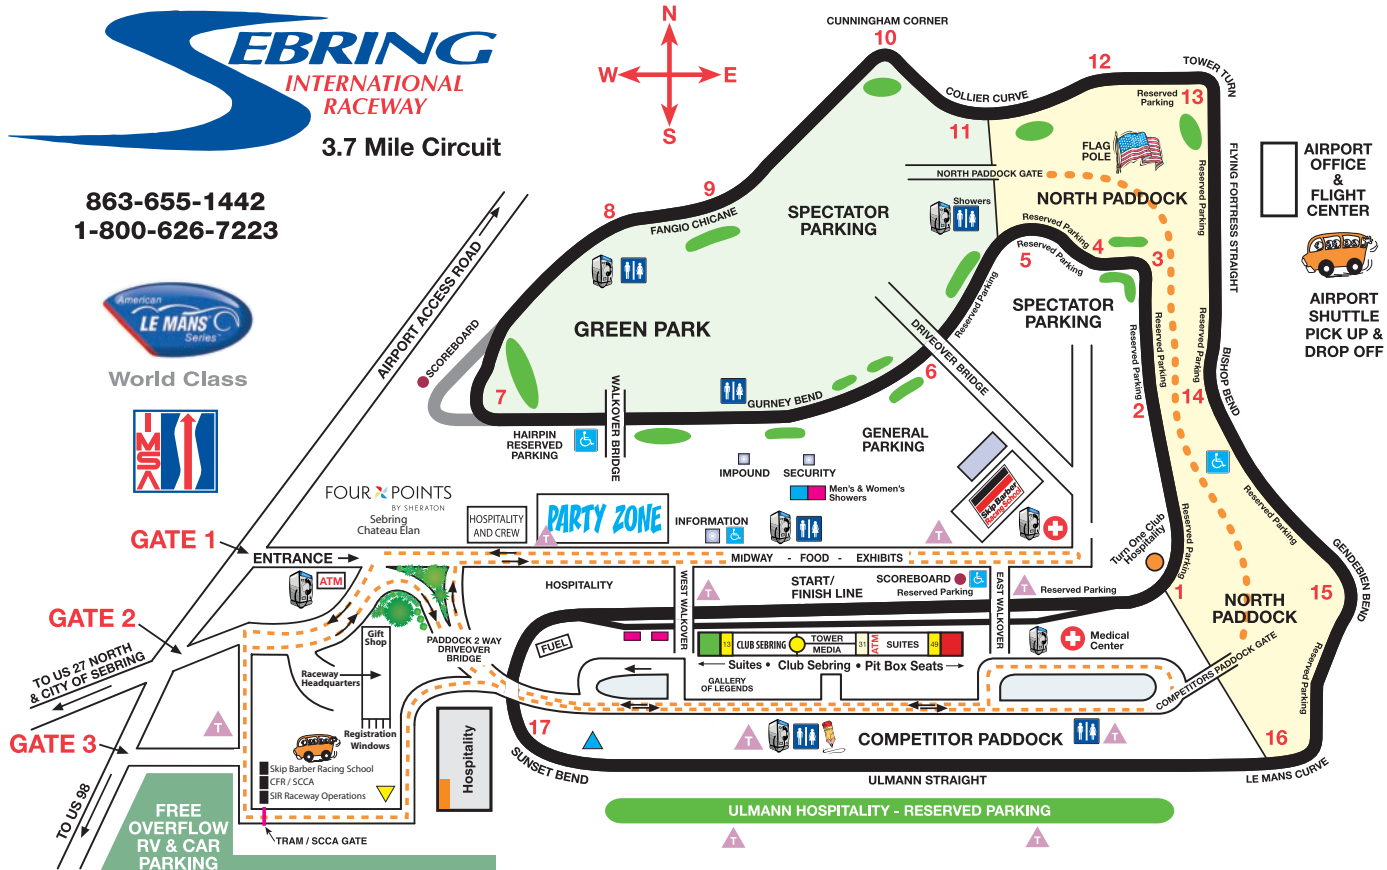 SEBRING
INTERNATIONAL
RACEWAY
3.7 Mile Circuit
863-655-1442
1-800-626-7223
American
LE MANS
Series
World Class
IMSA
N
W
E
S
CUNNINGHAM CORNER
10
COLLIER CURVE
11
12
TOWER TURN
Reserved
Parking
13
FLAG
POLE
FLYING FORTRESS STRAIGHT
Reserved Parking
AIRPORT
OFFICE
&
FLIGHT
CENTER
AIRPORT
SHUTTLE
PICK UP &
DROP OFF
NORTH PADDOCK GATE
NORTH PADDOCK
Showers
SPECTATOR
PARKING
9
8
FANGIO CHICANE
GREEN PARK
Reserved Parking
5
Reserved Parking
4
3
SPECTATOR
PARKING
Reserved Parking
DRIVEOVER BRIDGE
6
Reserved Parking
2
Reserved Parking
Reserved Parking
14
BISHOP BEND
AIRPORT ACCESS ROAD
SCOREBOARD
7
WALKOVER BRIDGE
GURNEY BEND
HAIRPIN
RESERVED
PARKING
GENERAL
PARKING
IMPOUND
SECURITY
Men's & Women's
Showers
Skip Barber
Racing School
FOUR POINTS
BY SHERATON
Sebring
Chateau Elan
HOSPITALITY
AND CREW
T
PARTY ZONE
INFORMATION
T
GATE 1
ENTRANCE
MIDWAY - FOOD - EXHIBITS
Turn One Club
Hospitality
Reserved Parking
Reserved Parking
GENDEBIEN BEND
15
1
NORTH
PADDOCK
ATM
HOSPITALITY
WEST WALKOVER
T
START/
FINISH LINE
SCOREBOARD
Reserved Parking
EAST WALKOVER
T
Reserved Parking
GATE 2
TO US 27 NORTH
& CITY OF SEBRING
Gift
Shop
PADDOCK 2 WAY
DRIVEOVER
BRIDGE
FUEL
13
CLUB SEBRING
TOWER
MEDIA
31
ATM
SUITES
49
Medical
Center
Suites • Club Sebring • Pit Box Seats
GALLERY
OF LEGENDS
Raceway
Headquarters
COMPETITORS PADDOCK GATE
Reserved Parking
GATE 3
T
Registration
Windows
Hospitality
17
SUNSET BEND
T
COMPETITOR PADDOCK
T
16
LE MANS CURVE
ULMANN STRAIGHT
Skip Barber Racing School
CFR / SCCA
SIR Raceway Operations
TO US 98
TRAM / SCCA GATE
FREE
OVERFLOW
RV & CAR
PARKING
ULMANN HOSPITALITY - RESERVED PARKING
T
T